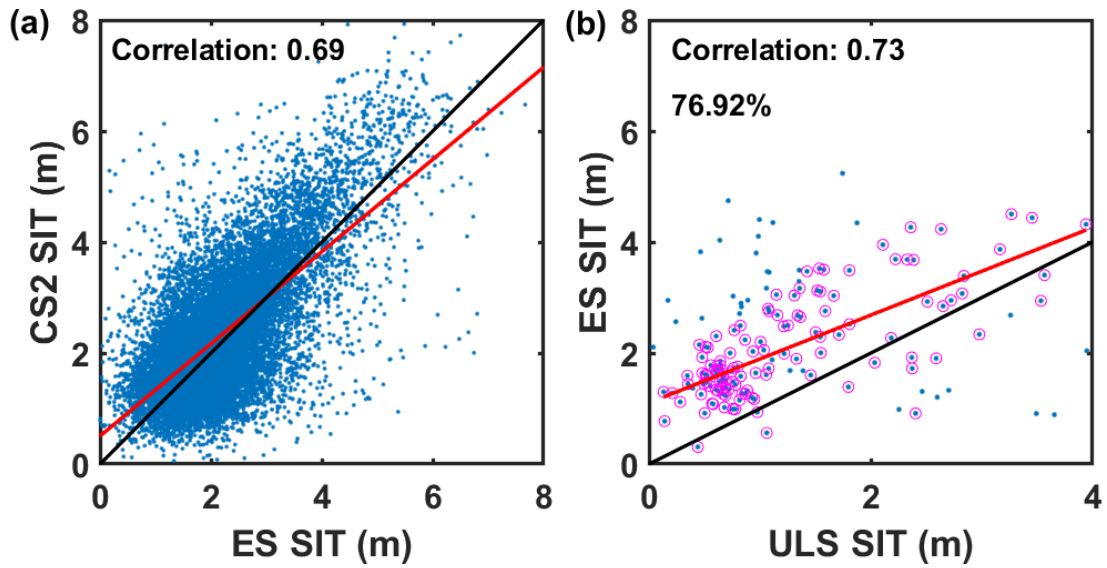 (a)
Correlation: 0.69
8
6
4
2
0
CS2 SIT (m)
0 2 4 6 8
ES SIT (m)
(b)
Correlation: 0.73
76.92%
8
6
4
2
0
ES SIT (m)
0 2 4
ULS SIT (m)